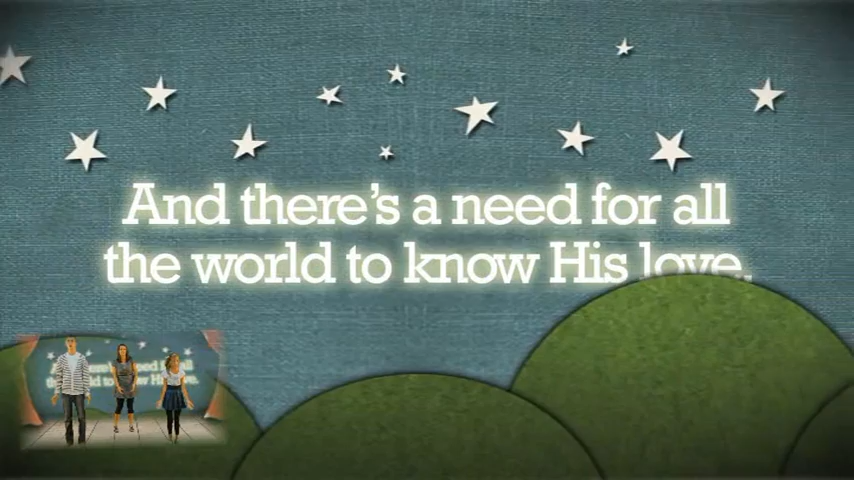 And there's a need for all
the world to know His love.